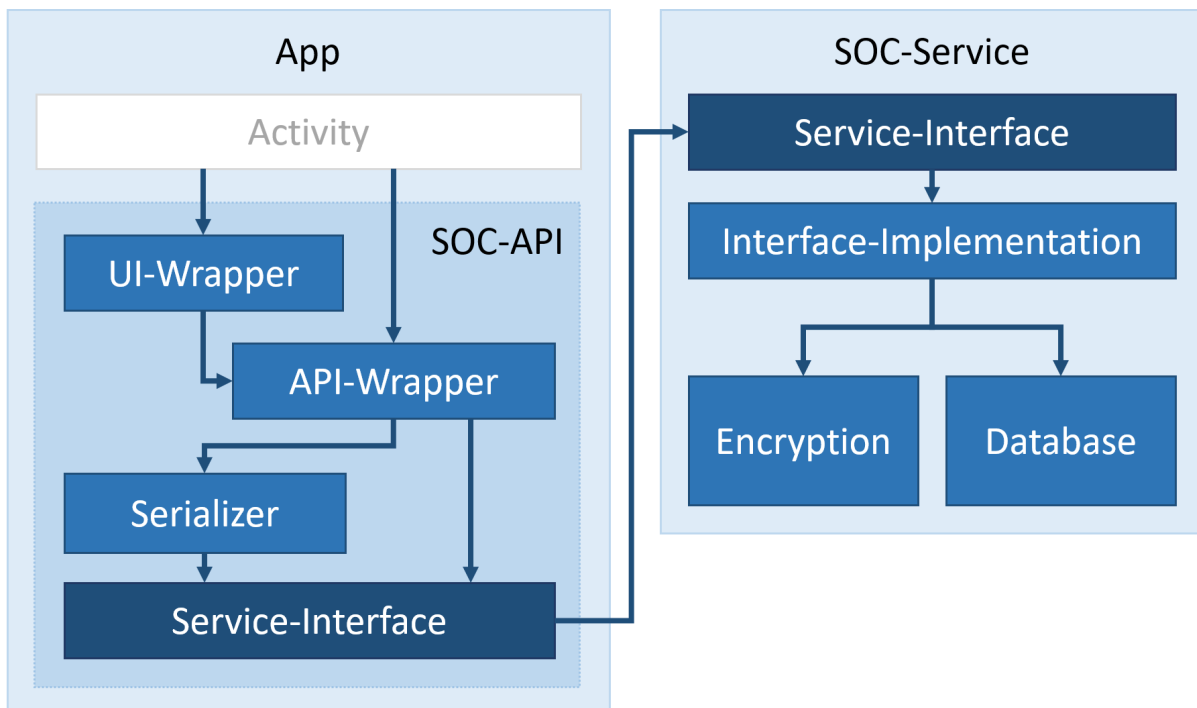 App
Activity
SOC-API
UI-Wrapper
API-Wrapper
Serializer
Service-Interface
SOC-Service
Service-Interface
Interface-Implementation
Encryption
Database